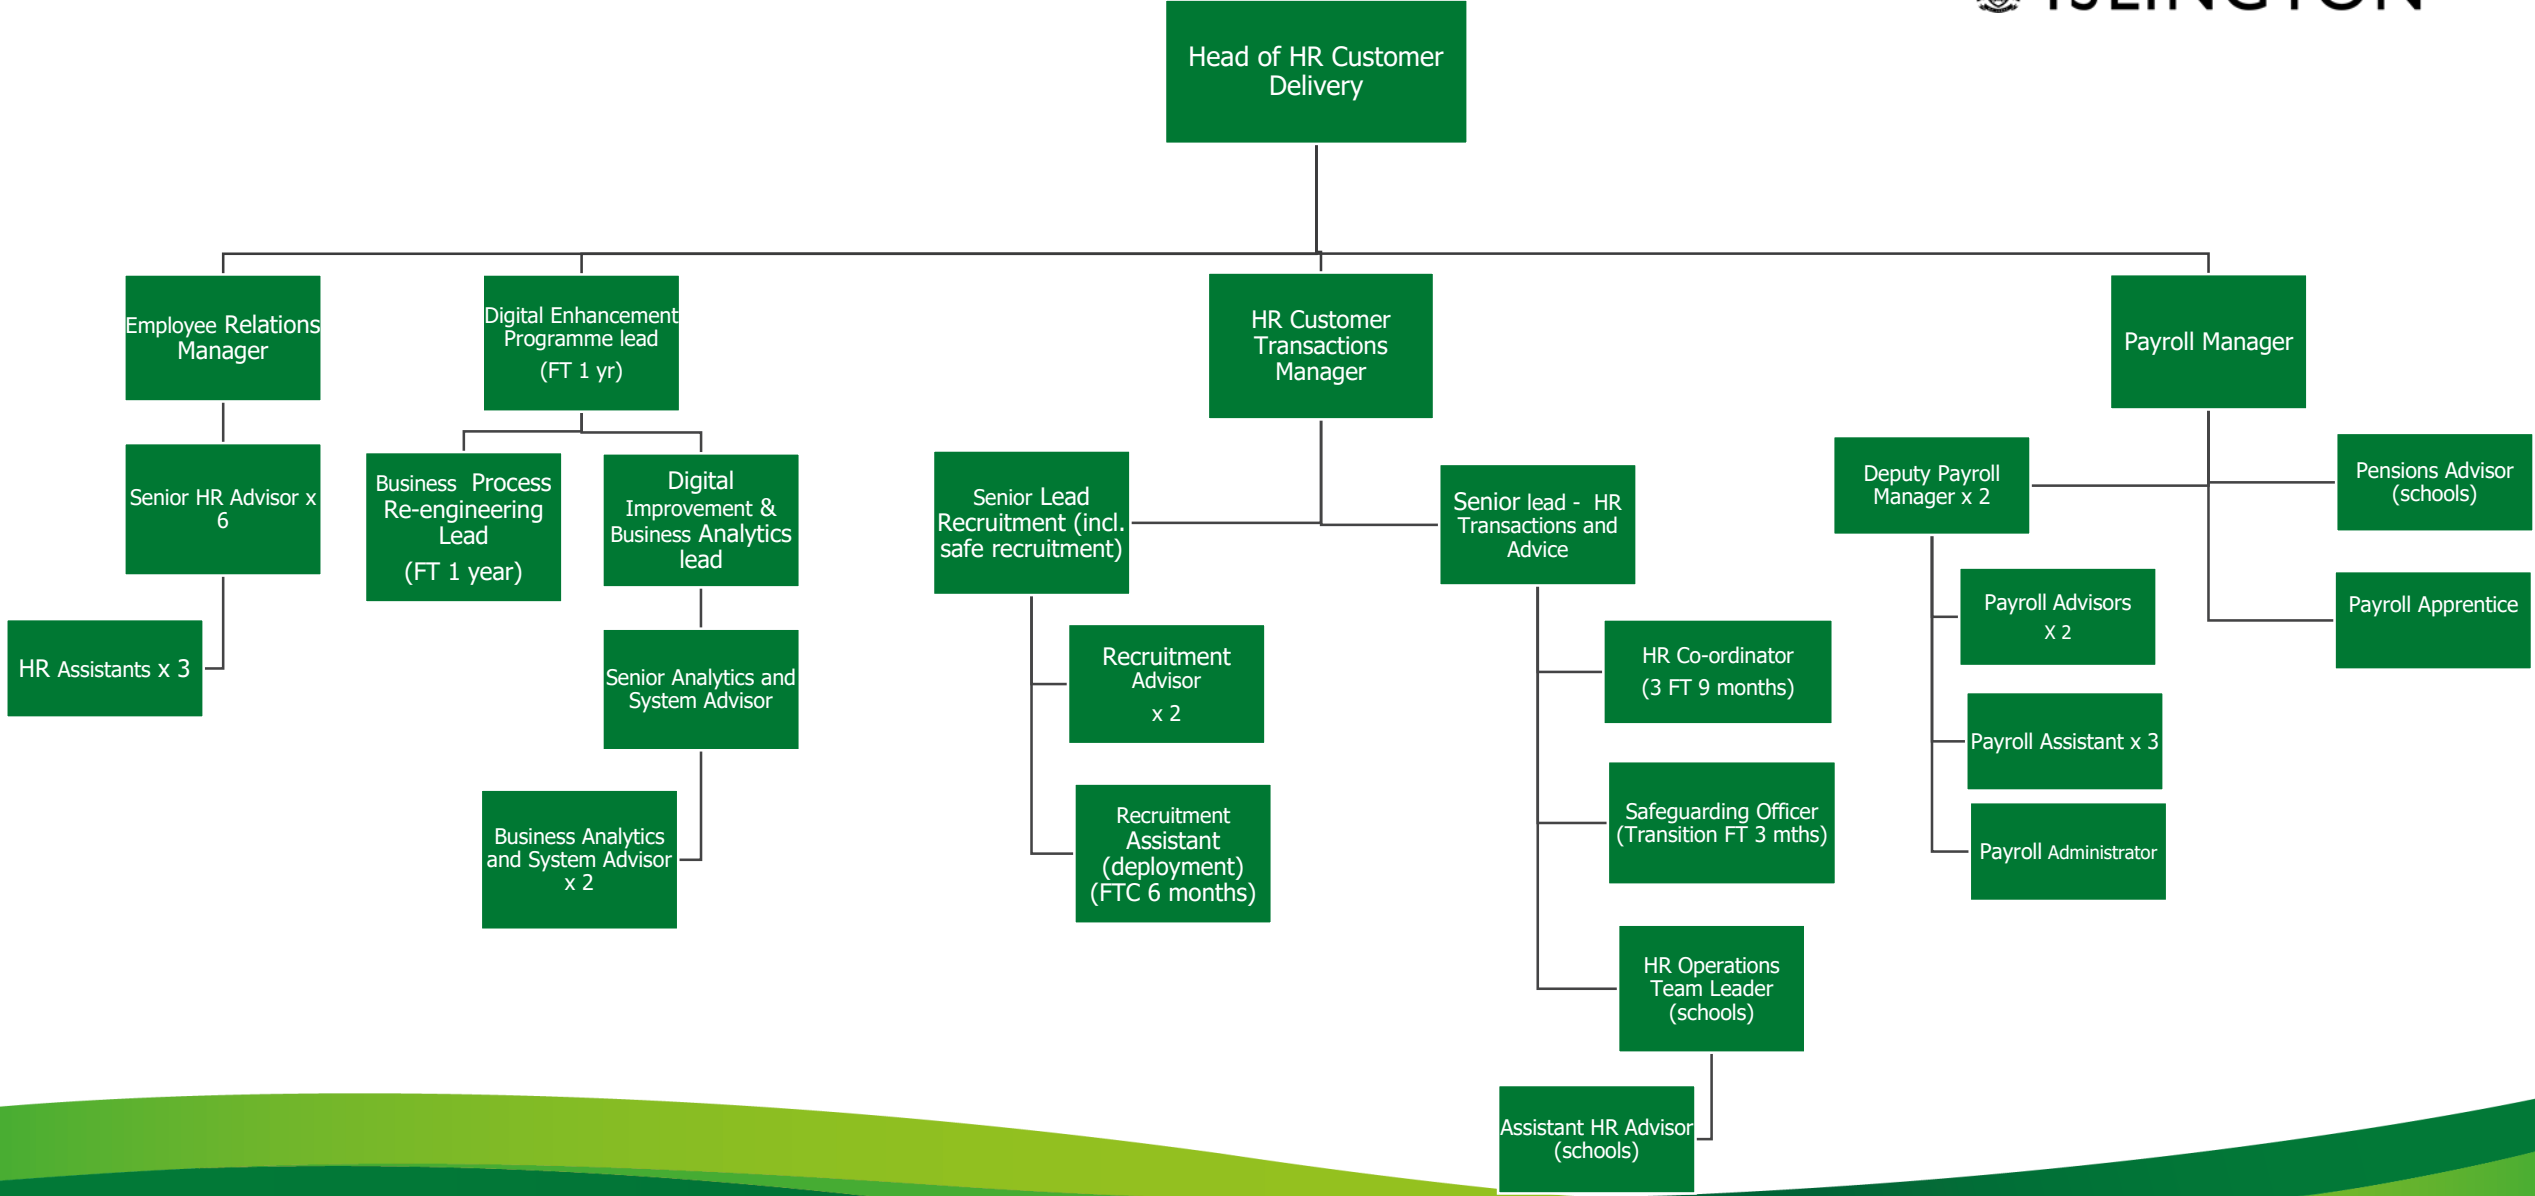 ISLINGTON
Head of HR Customer
Delivery
Employee Relations
Manager
Digital Enhancement
Programme lead
(FT 1 yr)
HR Customer
Transactions
Manager
Payroll Manager
Senior HR Advisor x
6
HR Assistants x 3
Business Process
Re-engineering
Lead
(FT 1 year)
Digital
Improvement &
Business Analytics
lead
Senior Analytics and
System Advisor
Business Analytics
and System Advisor
x 2
Senior Lead
Recruitment (incl.
safe recruitment)
Recruitment
Advisor
x 2
Recruitment
Assistant
(deployment)
(FTC 6 months)
Senior lead - HR
Transactions and
Advice
HR Co-ordinator
(3 FT 9 months)
Safeguarding Officer
(Transition FT 3 mths)
HR Operations
Team Leader
(schools)
Assistant HR Advisor
(schools)
Deputy Payroll
Manager x 2
Payroll Advisors
X 2
Payroll Assistant x 3
Payroll Administrator
Pensions Advisor
(schools)
Payroll Apprentice